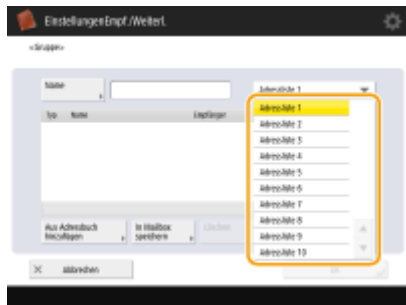 Einstellungen Empf./Weiterl.
<Gruppe>
Name
Adressliste 1
Typ Name Empfänger
Adressliste 1
Adressliste 2
Adressliste 3
Adressliste 4
Adressliste 5
Adressliste 6
Adressliste 7
Adressliste 8
Adressliste 9
Adressliste 10
Aus Adressbuch
hinzufügen
In Mailbox
speichern
Löschen
Abbrechen
OK